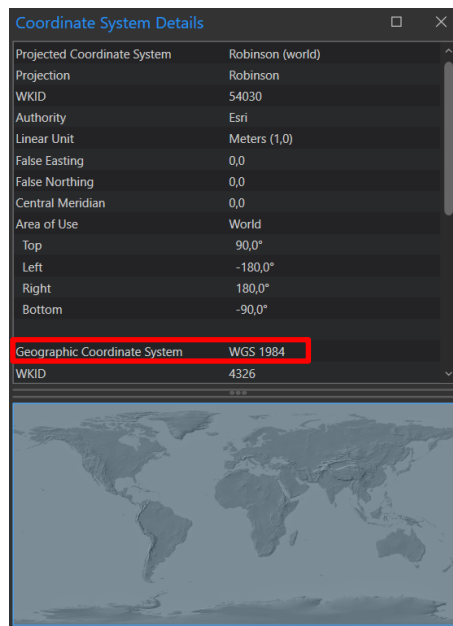 Coordinate System Details
Projected Coordinate System Robinson (world)
Projection Robinson
WKID 54030
Authority Esri
Linear Unit Meters (1,0)
False Easting 0,0
False Northing 0,0
Central Meridian 0,0
Area of Use World
Top 90,0°
Left -180,0°
Right 180,0°
Bottom -90,0°
Geographic Coordinate System WGS 1984
WKID 4326